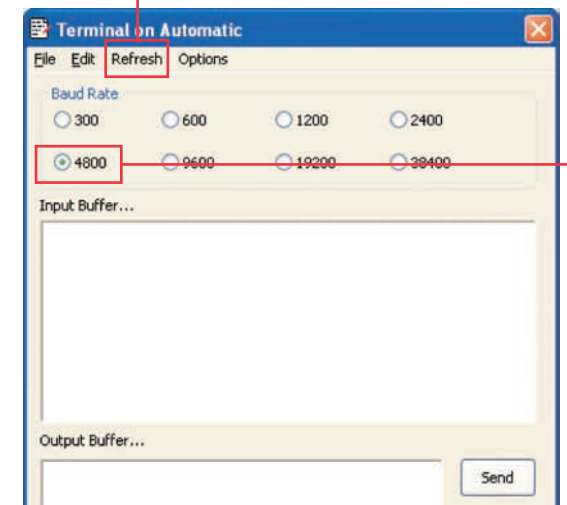 Terminal on Automatic
File Edit Refresh Options
Baud Rate
300 600 1200 2400
4800 9600 19200 38400
Input Buffer...
Output Buffer...
Send